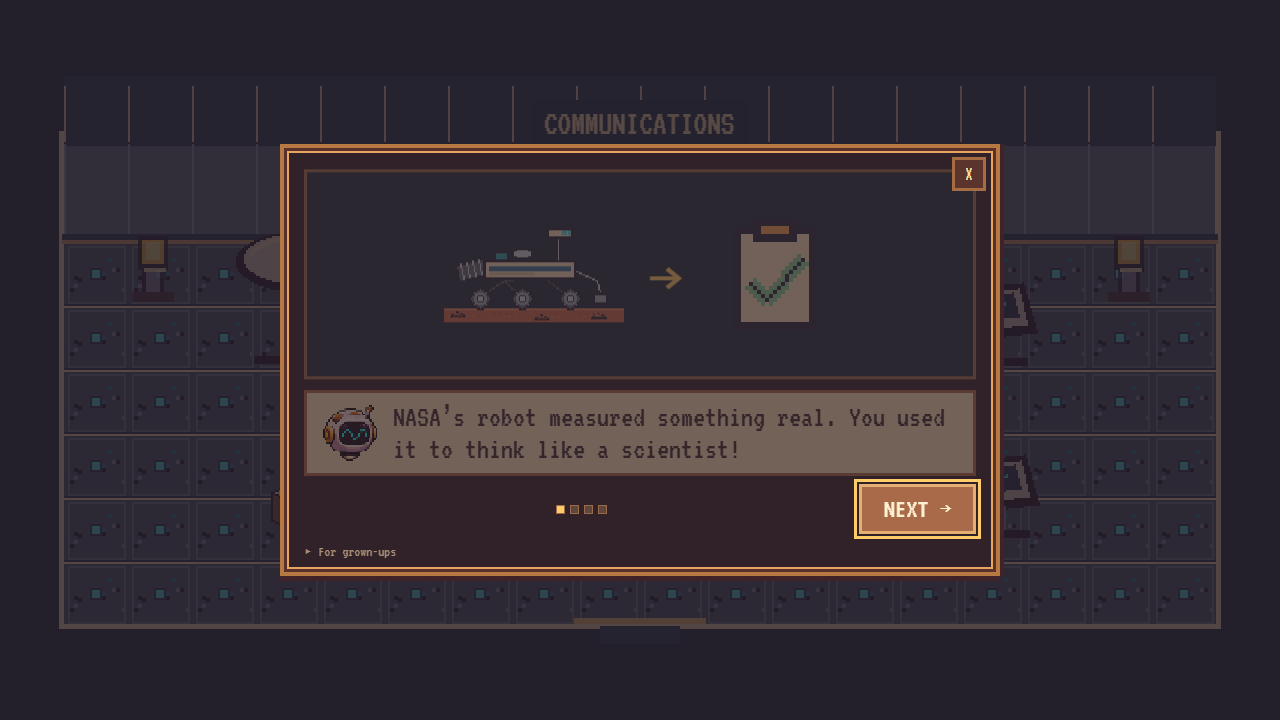 COMMUNICATIONS
X
NASA's robot measured something real. You used
it to think like a scientist!
NEXT →
▸ For grown-ups